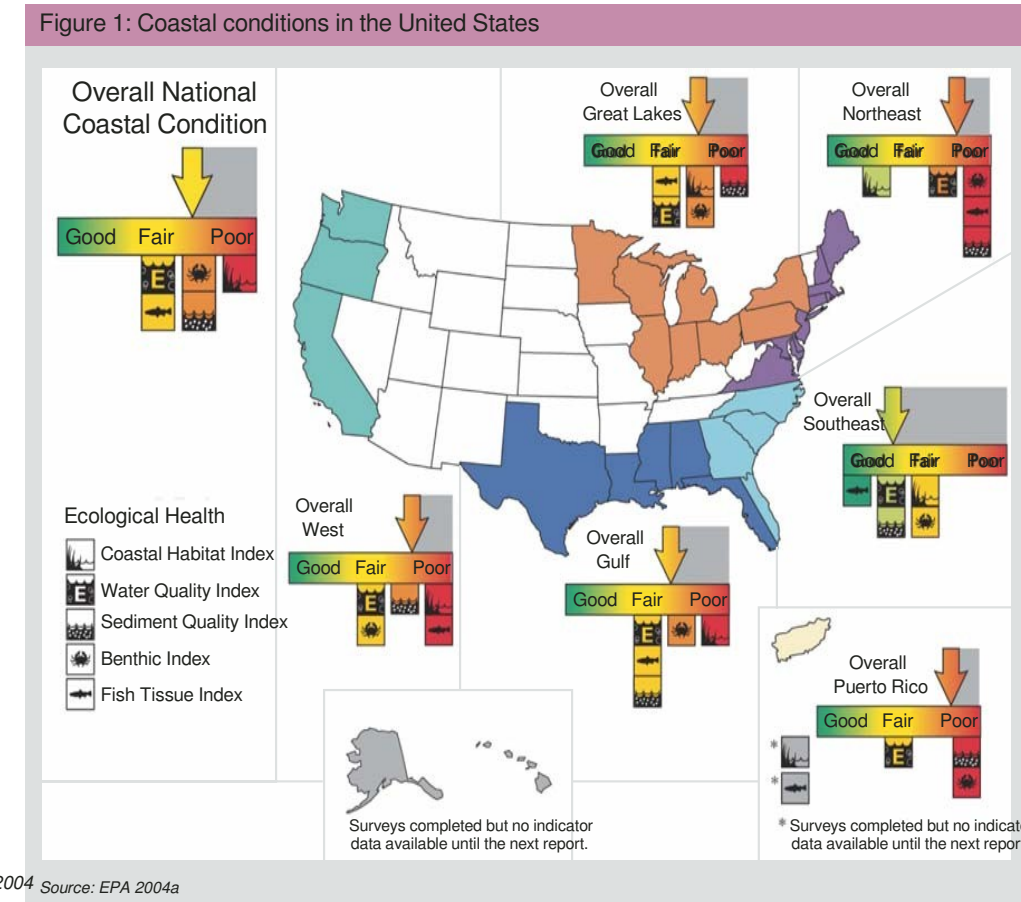 Figure 1: Coastal conditions in the United States
Overall National
Coastal Condition
Good Fair Poor
E
Overall
Great Lakes
Good Fair Poor
E
Overall
Northeast
Good Fair Poor
E
Overall
Southeast
Good Fair Poor
E
Ecological Health
Coastal Habitat Index
E Water Quality Index
Sediment Quality Index
Benthic Index
Fish Tissue Index
Overall
West
Good Fair Poor
E
Overall
Gulf
Good Fair Poor
E
Overall
Puerto Rico
Good Fair Poor
E
*
*
Surveys completed but no indicator
data available until the next report.
* Surveys completed but no indicat
data available until the next repor
2004 Source: EPA 2004a